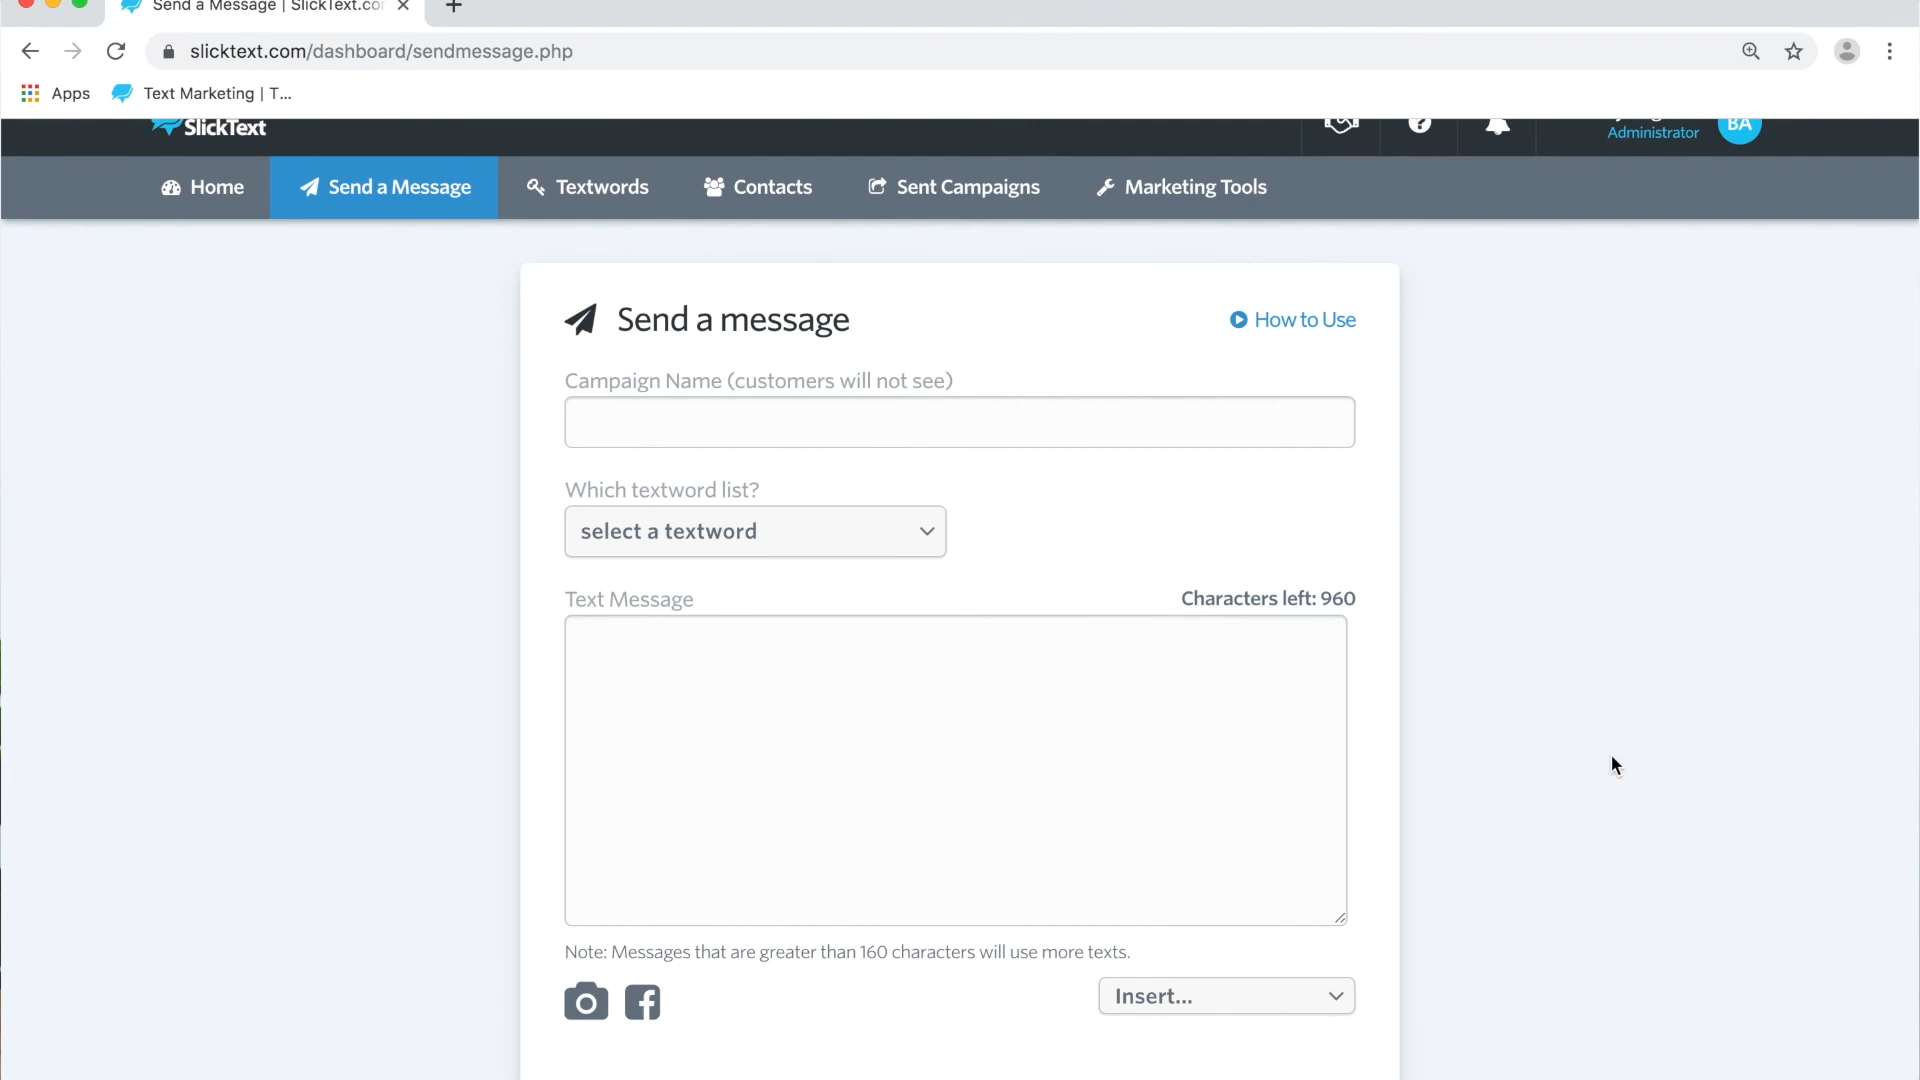 Send a Message | SlickText.co
slicktext.com/dashboard/sendmessage.php
Apps
Text Marketing | T...
SlickText
Administrator
BA
Home
Send a Message
Textwords
Contacts
Sent Campaigns
Marketing Tools
Send a message
How to Use
Campaign Name (customers will not see)
Which textword list?
select a textword
Text Message
Characters left: 960
Note: Messages that are greater than 160 characters will use more texts.
Insert...